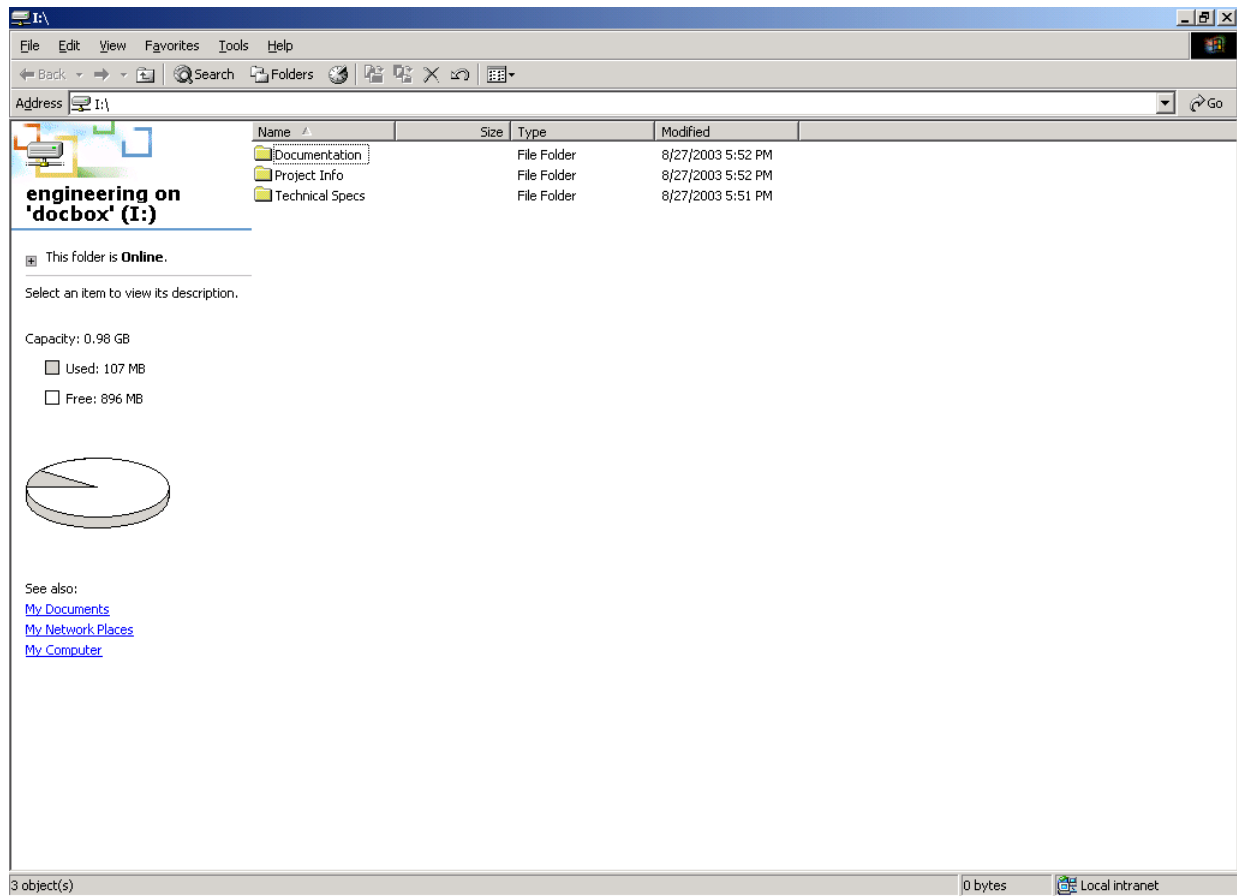 I:\
File Edit View Favorites Tools Help
Back Search Folders
Address I:\ Go
engineering on
'docbox' (I:)
This folder is Online.
Select an item to view its description.
Capacity: 0.98 GB
Used: 107 MB
Free: 896 MB
See also:
My Documents
My Network Places
My Computer
Name Size Type Modified
Documentation File Folder 8/27/2003 5:52 PM
Project Info File Folder 8/27/2003 5:52 PM
Technical Specs File Folder 8/27/2003 5:51 PM
3 object(s) 0 bytes Local intranet